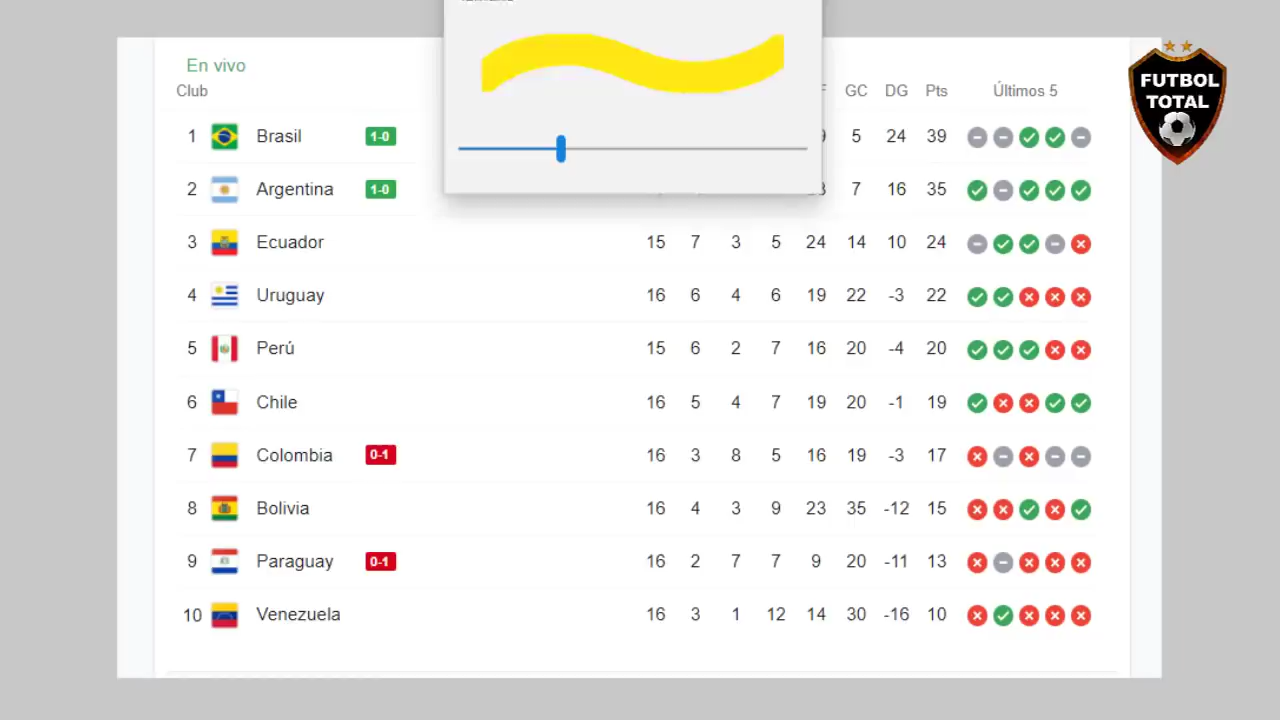 En vivo
Club GC DG Pts Últimos 5
1 Brasil 1-0 5 24 39
2 Argentina 1-0 7 16 35
3 Ecuador 15 7 3 5 24 14 10 24
4 Uruguay 16 6 4 6 19 22 -3 22
5 Perú 15 6 2 7 16 20 -4 20
6 Chile 16 5 4 7 19 20 -1 19
7 Colombia 0-1 16 3 8 5 16 19 -3 17
8 Bolivia 16 4 3 9 23 35 -12 15
9 Paraguay 0-1 16 2 7 7 9 20 -11 13
10 Venezuela 16 3 1 12 14 30 -16 10
FUTBOL
TOTAL